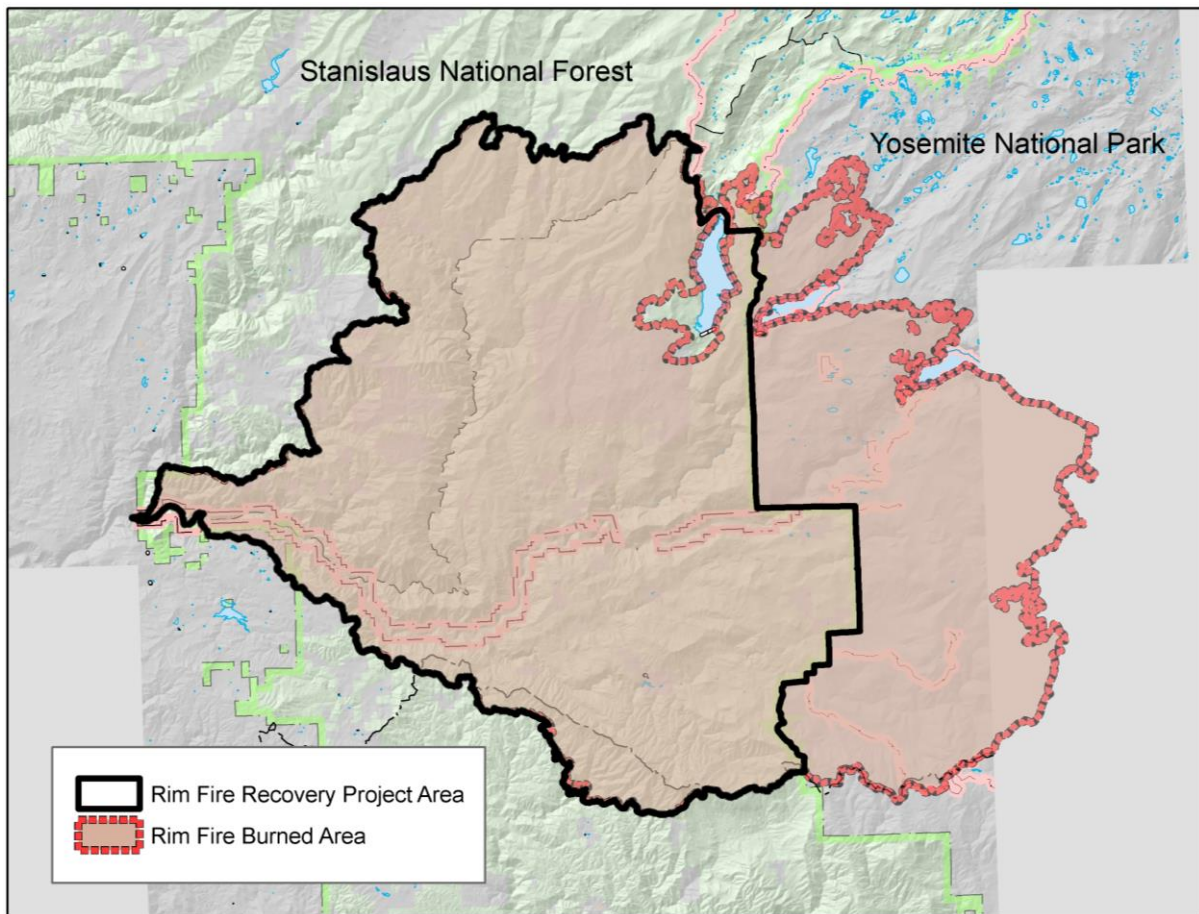 Stanislaus National Forest
Yosemite National Park
Rim Fire Recovery Project Area
Rim Fire Burned Area